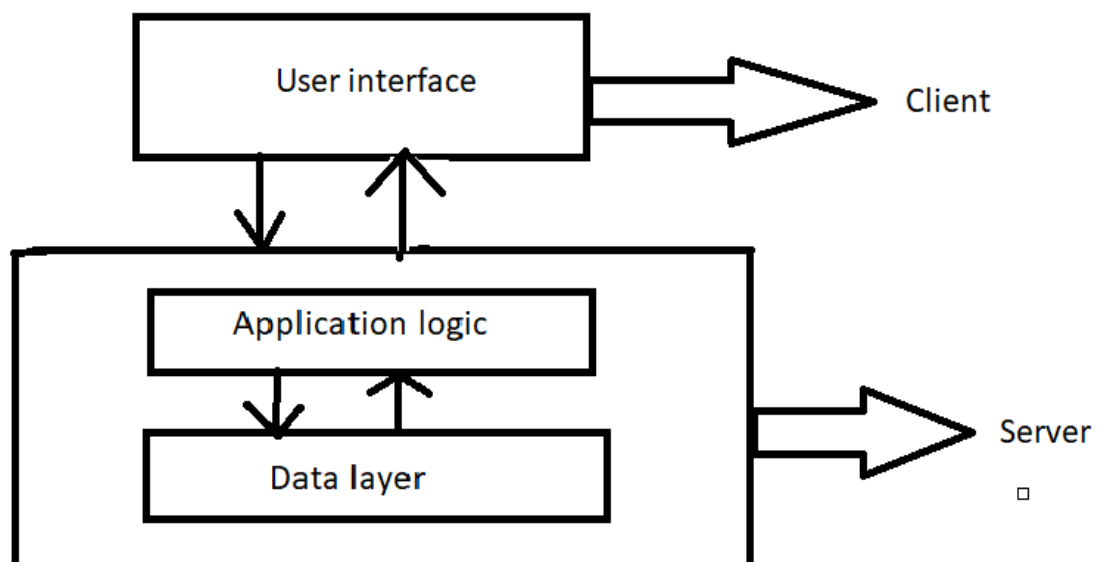 User interface
Client
Application logic
Data layer
Server